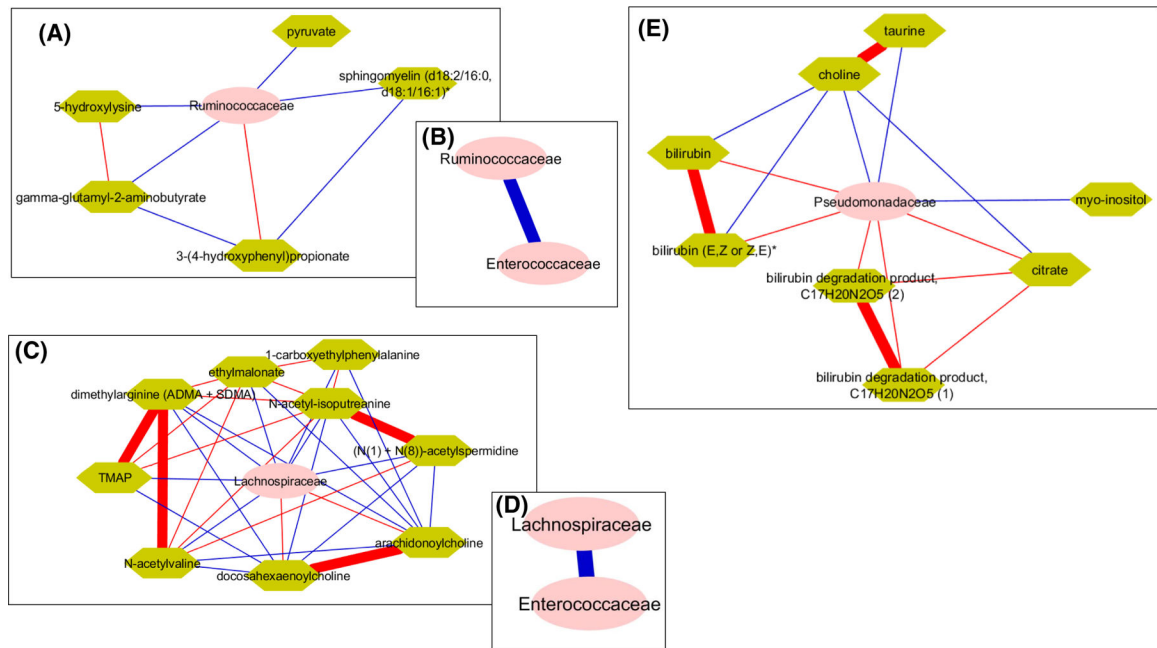 (A)
pyruvate
sphingomyelin (d18:2/16:0,
d18:1/16:1)*
5-hydroxylysine
Ruminococcaceae
gamma-glutamyl-2-aminobutyrate
3-(4-hydroxyphenyl)propionate
(B)
Ruminococcaceae
Enterococcaceae
(C)
1-carboxyethylphenylalanine
ethylmalonate
dimethylarginine (ADMA + SDMA)
N-acetyl-isoputreanine
(N(1) + N(8))-acetylspermidine
TMAP
Lachnospiraceae
arachidonoylcholine
N-acetylvaline
docosahexaenoylcholine
(D)
Lachnospiraceae
Enterococcaceae
(E)
taurine
choline
bilirubin
Pseudomonadaceae
myo-inositol
bilirubin (E,Z or Z,E)*
citrate
bilirubin degradation product,
C17H20N2O5 (2)
bilirubin degradation product,
C17H20N2O5 (1)